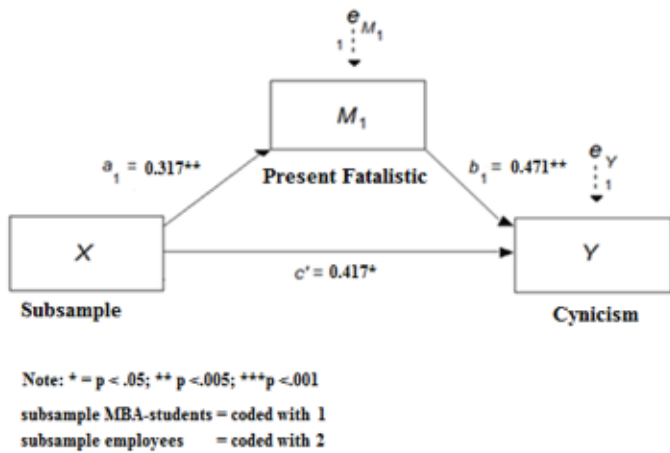 e M₁
1
M₁
a₁ = 0.317**
Present Fatalistic
b₁ = 0.471**
e Y
1
X
c' = 0.417*
Y
Subsample
Cynicism
Note: * = p < .05; ** p <.005; ***p <.001
subsample MBA-students = coded with 1
subsample employees = coded with 2